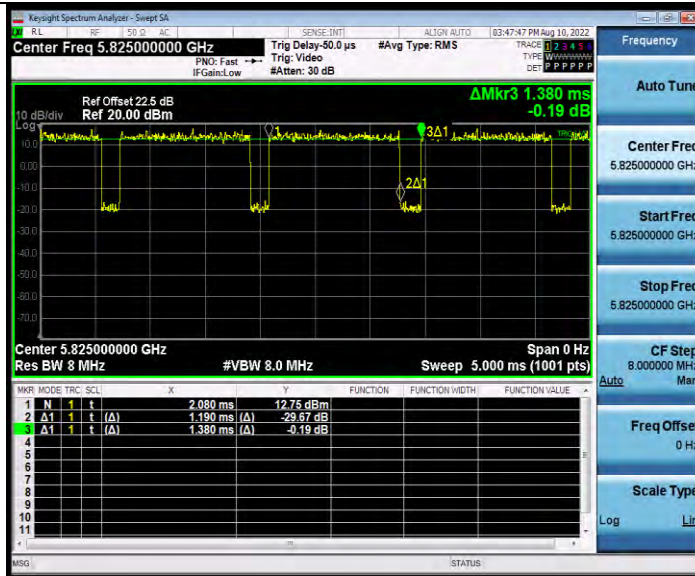 Keysight Spectrum Analyzer - Swept SA
RL RF 50 Ω AC SENSE:INT ALIGN AUTO 03:47:47 PM Aug 10, 2022
Center Freq 5.825000000 GHz
PNO: Fast
IFGain:Low
Trig Delay-50.0 µs
Trig: Video
#Atten: 30 dB
#Avg Type: RMS
TRACE 1 2 3 4 5 6
TYPE W
DET P P P P P P
Frequency
Auto Tune
Center Freq
5.825000000 GHz
Start Freq
5.825000000 GHz
Stop Freq
5.825000000 GHz
CF Step
8.000000 MHz
Auto Man
Freq Offset
0 Hz
Scale Type
Log Lin
ΔMkr3 1.380 ms
-0.19 dB
Ref Offset 22.5 dB
10 dB/div Ref 20.00 dBm
Log
10.0
0.00
-10.0
-20.0
-30.0
-40.0
-50.0
-60.0
-70.0
1
3Δ1
2Δ1
Center 5.825000000 GHz Span 0 Hz
Res BW 8 MHz #VBW 8.0 MHz Sweep 5.000 ms (1001 pts)
MKR MODE TRC SCL X Y FUNCTION FUNCTION WIDTH FUNCTION VALUE
1 N 1 t 2.080 ms 12.75 dBm
2 Δ1 1 t (Δ) 1.190 ms (Δ) -29.67 dB
3 Δ1 1 t (Δ) 1.380 ms (Δ) -0.19 dB
4
5
6
7
8
9
10
11
MSG STATUS